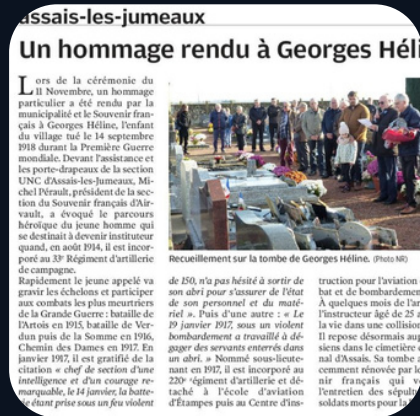 assais-les-jumeaux
Un hommage rendu à Georges Héli
Lors de la cérémonie du
11 Novembre, un hommage
particulier a été rendu par la
municipalité et le Souvenir fran-
çais à Georges Héline, l'enfant
du village tué le 14 septembre
1918 durant la Première Guerre
mondiale. Devant l'assistance et
les porte-drapeaux de la section
UNC d'Assais-les-Jumeaux, Mi-
chel Pérault, président de la sec-
tion du Souvenir français d'Air-
vault, a évoqué le parcours
héroïque du jeune homme qui
se destinait à devenir instituteur
quand, en août 1914, il est incor-
poré au 33e Régiment d'artillerie
de campagne.
Rapidement le jeune appelé va
gravir les échelons et participer
aux combats les plus meurtriers
de la Grande Guerre : bataille de
l'Artois en 1915, bataille de Ver-
dun puis de la Somme en 1916,
Chemin des Dames en 1917. En
janvier 1917, il est gratifié de la
citation « chef de section d'une
intelligence et d'un courage re-
marquable, le 14 janvier, la batte-
rie étant prise sous un feu violent
Recueillement sur la tombe de Georges Héline. (Photo NR)
de 150, n'a pas hésité à sortir de
son abri pour s'assurer de l'état
de son personnel et du maté-
riel ». Puis d'une autre : « Le
19 janvier 1917, sous un violent
bombardement a travaillé à dé-
gager des servants enterrés dans
un abri. » Nommé sous-lieute-
nant en 1917, il est incorporé au
220e régiment d'artillerie et dé-
taché à l'école d'aviation
d'Étampes puis au Centre d'ins-
truction pour l'aviation
bat et de bombardemen
À quelques mois de l'ar
l'instructeur âgé de 25 a
la vie dans une collision
Il repose désormais aup
siens dans le cimetière c
nal d'Assais. Sa tombe a
cemment rénovée par le
nir français qui v
l'entretien des sépult
soldats morts pour la